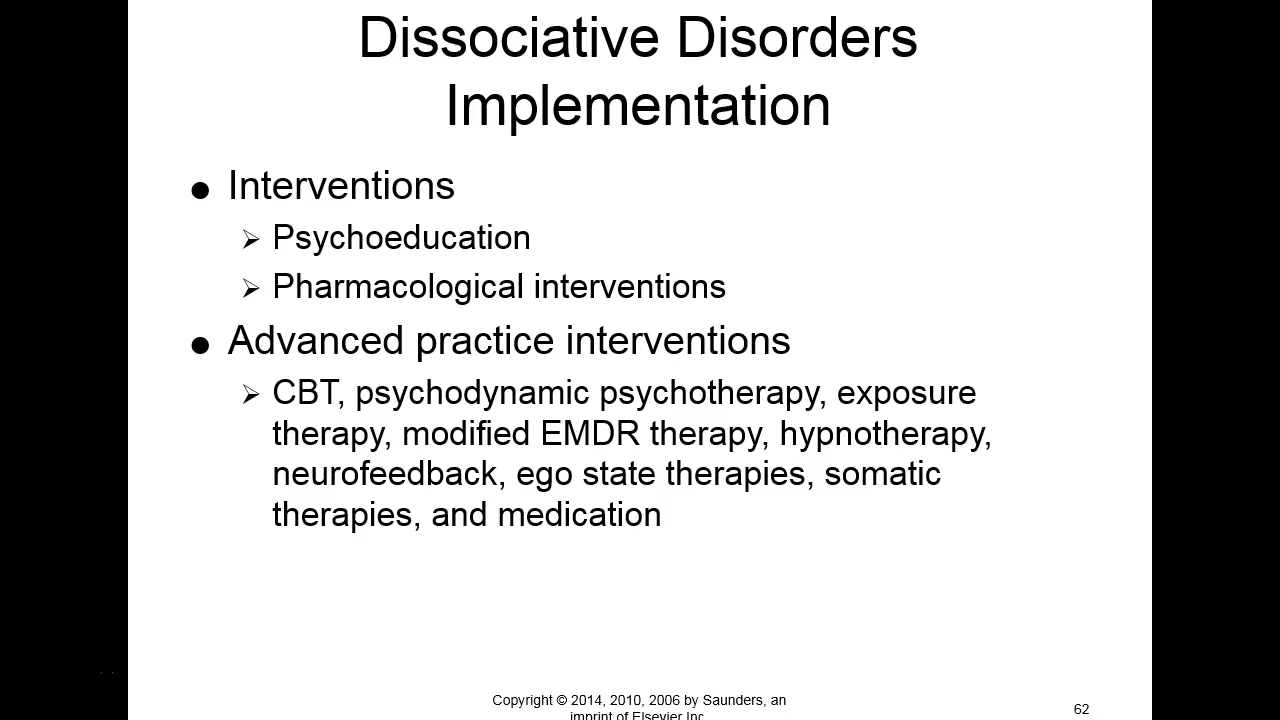 Dissociative Disorders
Implementation
● Interventions
➢ Psychoeducation
➢ Pharmacological interventions
● Advanced practice interventions
➢ CBT, psychodynamic psychotherapy, exposure
therapy, modified EMDR therapy, hypnotherapy,
neurofeedback, ego state therapies, somatic
therapies, and medication
Copyright © 2014, 2010, 2006 by Saunders, an
imprint of Elsevier Inc
62